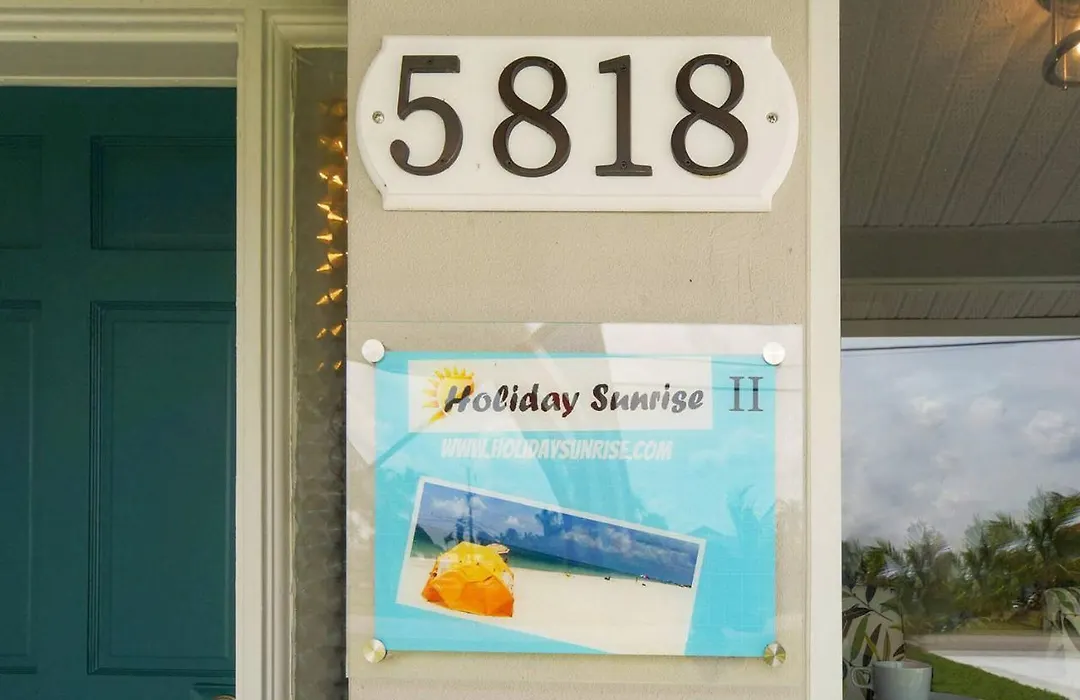 5818
Holiday Sunrise II
WWW.HOLIDAYSUNRISE.COM